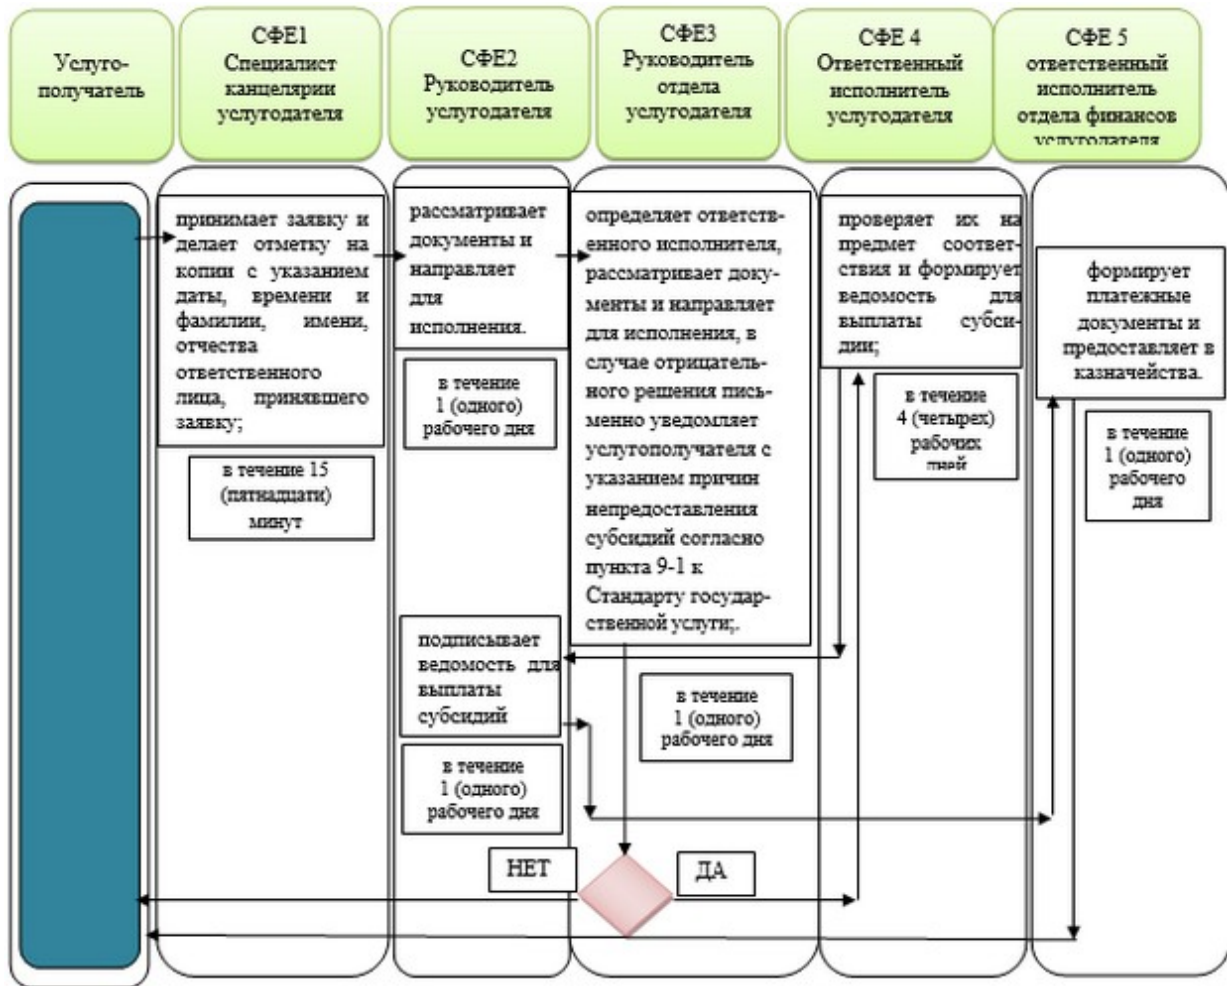 Услуго-
получатель
СФЕ1
Специалист
канцелярии
услугодателя
СФЕ2
Руководитель
услугодателя
СФЕ3
Руководитель
отдела
услугодателя
СФЕ 4
Ответственный
исполнитель
услугодателя
СФЕ 5
ответственный
исполнитель
отдела финансов
услугодателя
принимает заявку и
делает отметку на
копии с указанием
даты, времени и
фамилии, имени,
отчества
ответственного
лица, принявшего
заявку;
в течение 15
(пятнадцати)
минут
рассматривает
документы и
направляет
для
исполнения.
в течение
1 (одного)
рабочего дня
подписывает
ведомость для
выплаты
субсидий
в течение
1 (одного)
рабочего дня
определяет ответств-
енного исполнителя,
рассматривает доку-
менты и направляет
для исполнения, в
случае отрицатель-
ного решения пись-
менно уведомляет
услугополучателя с
указанием причин
непредоставления
субсидий согласно
пункта 9-1 к
Стандарту государ-
ственной услуги;.
в течение
1 (одного)
рабочего дня
проверяет их на
предмет соответ-
ствия и формирует
ведомость для
выплаты субси-
дии;
в течение
4 (четырех)
рабочих
дней
формирует
платежные
документы и
предоставляет в
казначейства.
в течение
1 (одного)
рабочего дня
НЕТ
ДА